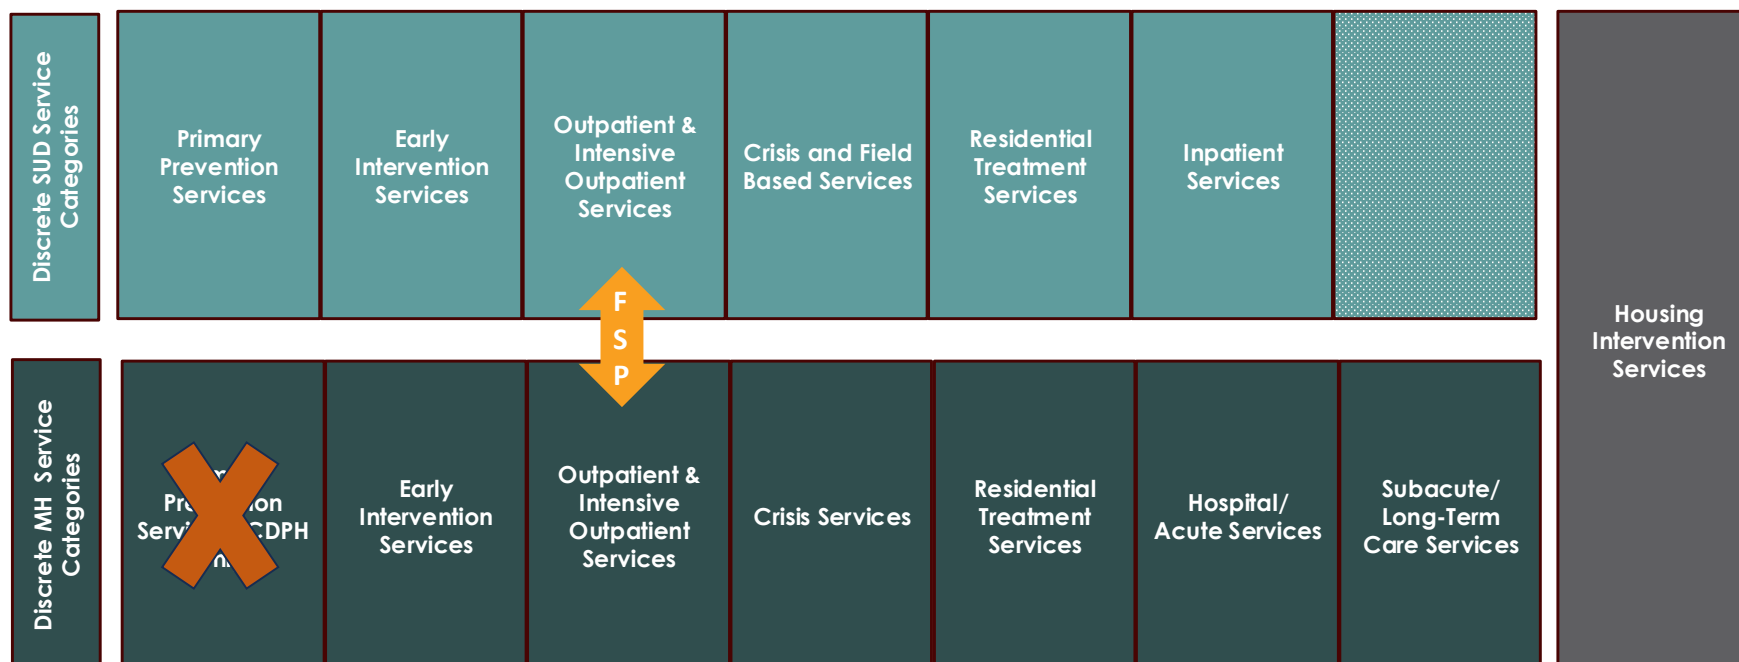 Discrete SUD Service
Categories
Primary
Prevention
Services
Early
Intervention
Services
Outpatient &
Intensive
Outpatient
Services
Crisis and Field
Based Services
Residential
Treatment
Services
Inpatient
Services
Housing
Intervention
Services
F
S
P
Discrete MH Service
Categories
CDPH
Early
Intervention
Services
Outpatient &
Intensive
Outpatient
Services
Crisis Services
Residential
Treatment
Services
Hospital/
Acute Services
Subacute/
Long-Term
Care Services